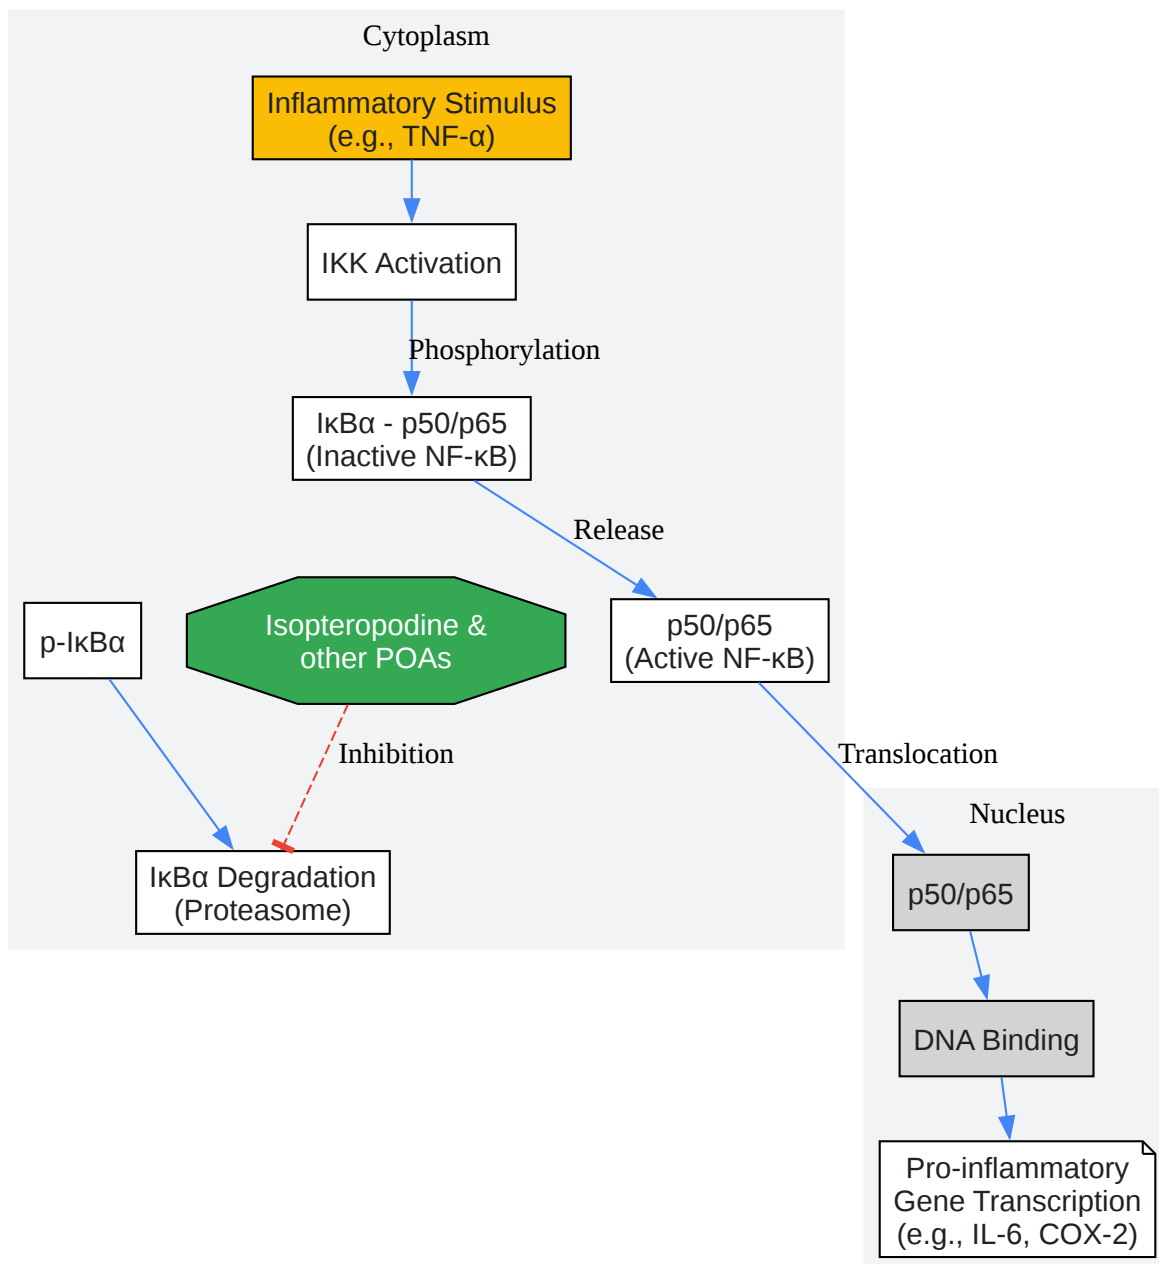 Cytoplasm
Inflammatory Stimulus
(e.g., TNF-α)
IKK Activation
Phosphorylation
IκBα - p50/p65
(Inactive NF-κB)
Release
p-IκBα
Isopteropodine &
other POAs
p50/p65
(Active NF-κB)
Inhibition
Translocation
IκBα Degradation
(Proteasome)
Nucleus
p50/p65
DNA Binding
Pro-inflammatory
Gene Transcription
(e.g., IL-6, COX-2)